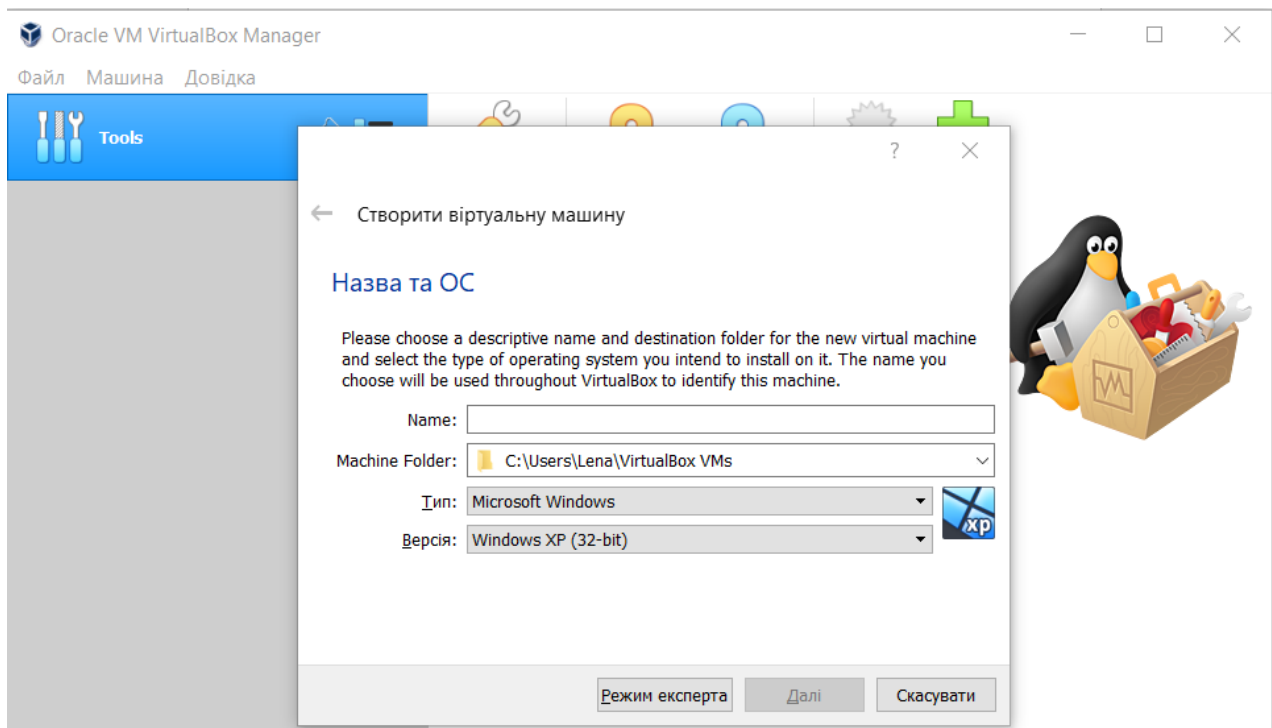 Oracle VM VirtualBox Manager
Файл Машина Довідка
Tools
?
Створити віртуальну машину
Назва та ОС
Please choose a descriptive name and destination folder for the new virtual machine
and select the type of operating system you intend to install on it. The name you
choose will be used throughout VirtualBox to identify this machine.
Name:
Machine Folder: C:\Users\Lena\VirtualBox VMs
Тип: Microsoft Windows
xp
Версія: Windows XP (32-bit)
Режим експерта Далі Скасувати